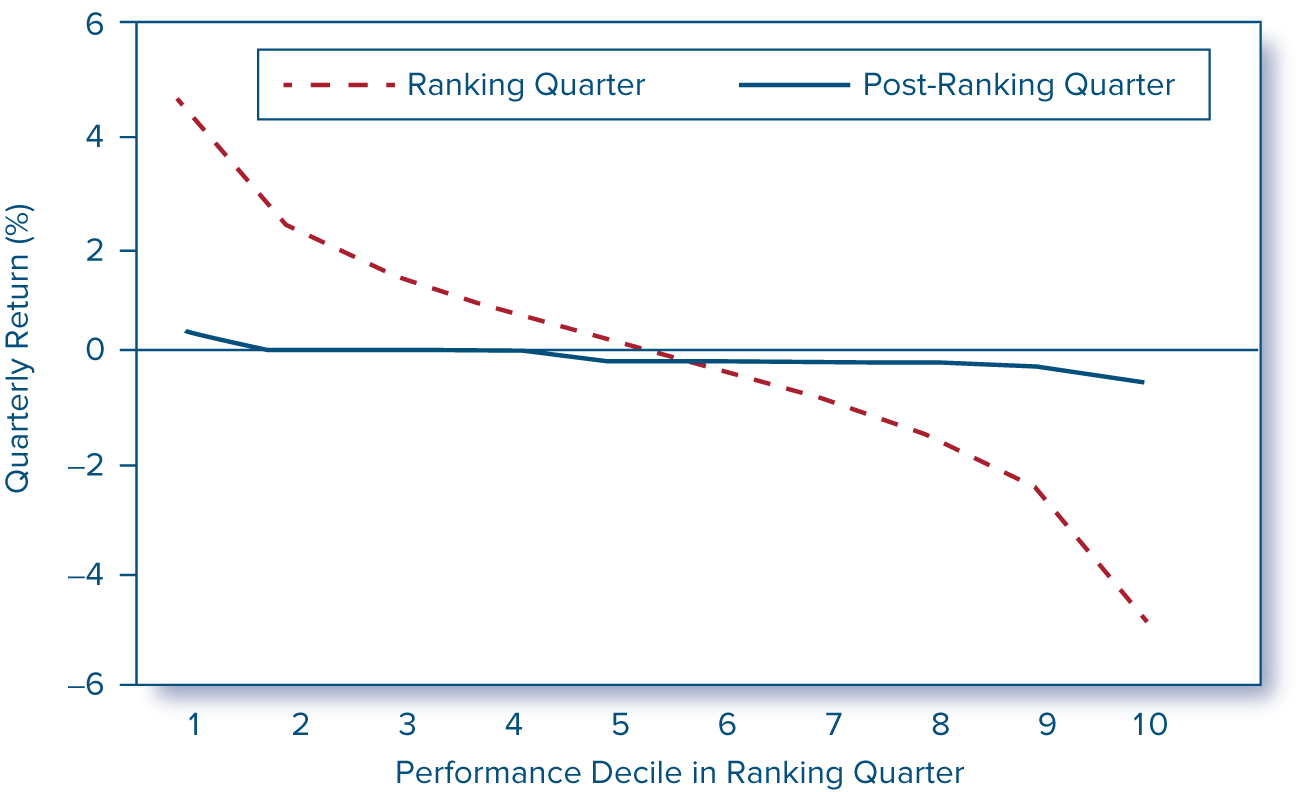 6
Ranking Quarter Post-Ranking Quarter
4
2
0
–2
–4
–6
Quarterly Return (%)
1 2 3 4 5 6 7 8 9 10
Performance Decile in Ranking Quarter